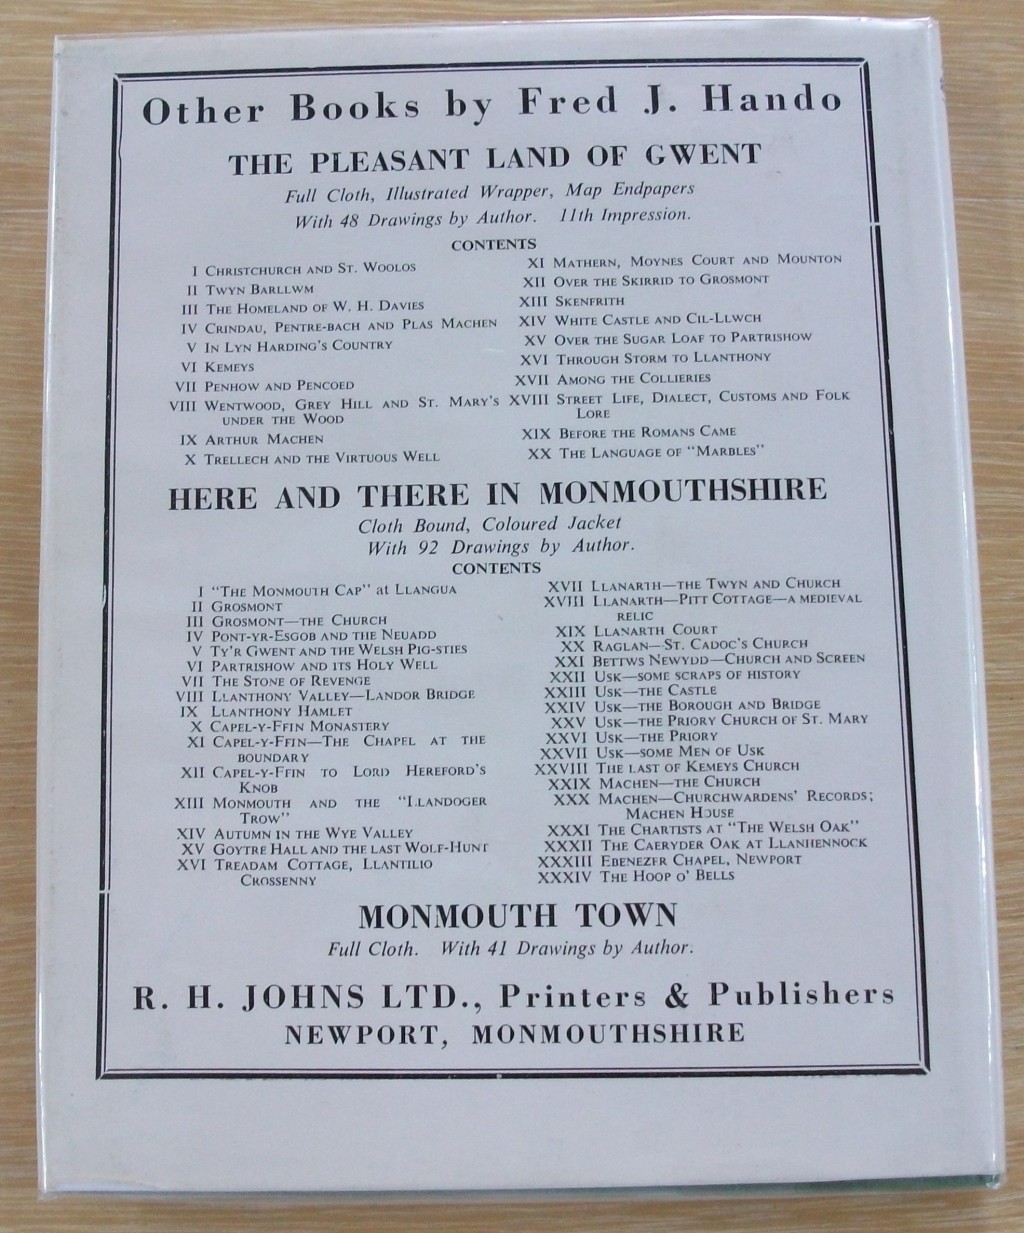 Other Books by Fred J. Hando
THE PLEASANT LAND OF GWENT
Full Cloth, Illustrated Wrapper, Map Endpapers
With 48 Drawings by Author. 11th Impression.
CONTENTS
I CHRISTCHURCH AND ST. WOOLOS
II TWYN BARLLWM
III THE HOMELAND OF W. H. DAVIES
IV CRINDAU, PENTRE-BACH AND PLAS MACHEN
V IN LYN HARDING'S COUNTRY
VI KEMEYS
VII PENHOW AND PENCOED
VIII WENTWOOD, GREY HILL AND ST. MARY'S
UNDER THE WOOD
IX ARTHUR MACHEN
X TRELLECH AND THE VIRTUOUS WELL
XI MATHERN, MOYNES COURT AND MOUNTON
XII OVER THE SKIRRID TO GROSMONT
XIII SKENFRITH
XIV WHITE CASTLE AND CIL-LLWCH
XV OVER THE SUGAR LOAF TO PARTRISHOW
XVI THROUGH STORM TO LLANTHONY
XVII AMONG THE COLLIERIES
XVIII STREET LIFE, DIALECT, CUSTOMS AND FOLK
LORE
XIX BEFORE THE ROMANS CAME
XX THE LANGUAGE OF "MARBLES"
HERE AND THERE IN MONMOUTHSHIRE
Cloth Bound, Coloured Jacket
With 92 Drawings by Author.
CONTENTS
I "THE MONMOUTH CAP" at LLANGUA
II GROSMONT
III GROSMONT—THE CHURCH
IV PONT-YR-ESGOB AND THE NEUADD
V TY'R GWENT AND THE WELSH PIG-STIES
VI PARTRISHOW AND ITS HOLY WELL
VII THE STONE OF REVENGE
VIII LLANTHONY VALLEY—LANDOR BRIDGE
IX LLANTHONY HAMLET
X CAPEL-Y-FFIN MONASTERY
XI CAPEL-Y-FFIN—THE CHAPEL AT THE
BOUNDARY
XII CAPEL-Y-FFIN TO LORD HEREFORD'S
KNOB
XIII MONMOUTH AND THE "LLANDOGER
TROW"
XIV AUTUMN IN THE WYE VALLEY
XV GOYTRE HALL AND THE LAST WOLF-HUNT
XVI TREADAM COTTAGE, LLANTILIO
CROSSENNY
XVII LLANARTH—THE TWYN AND CHURCH
XVIII LLANARTH—PITT COTTAGE—A MEDIEVAL
RELIC
XIX LLANARTH COURT
XX RAGLAN—ST. CADOC'S CHURCH
XXI BETTWS NEWYDD—CHURCH AND SCREEN
XXII USK—SOME SCRAPS OF HISTORY
XXIII USK—THE CASTLE
XXIV USK—THE BOROUGH AND BRIDGE
XXV USK—THE PRIORY CHURCH OF ST. MARY
XXVI USK—THE PRIORY
XXVII USK—SOME MEN OF USK
XXVIII THE LAST OF KEMEYS CHURCH
XXIX MACHEN—THE CHURCH
XXX MACHEN—CHURCHWARDENS' RECORDS;
MACHEN HOUSE
XXXI THE CHARTISTS AT "THE WELSH OAK"
XXXII THE CAERYDER OAK AT LLANHENNOCK
XXXIII EBENEZER CHAPEL, NEWPORT
XXXIV THE HOOP O' BELLS
MONMOUTH TOWN
Full Cloth. With 41 Drawings by Author.
R. H. JOHNS LTD., Printers & Publishers
NEWPORT, MONMOUTHSHIRE